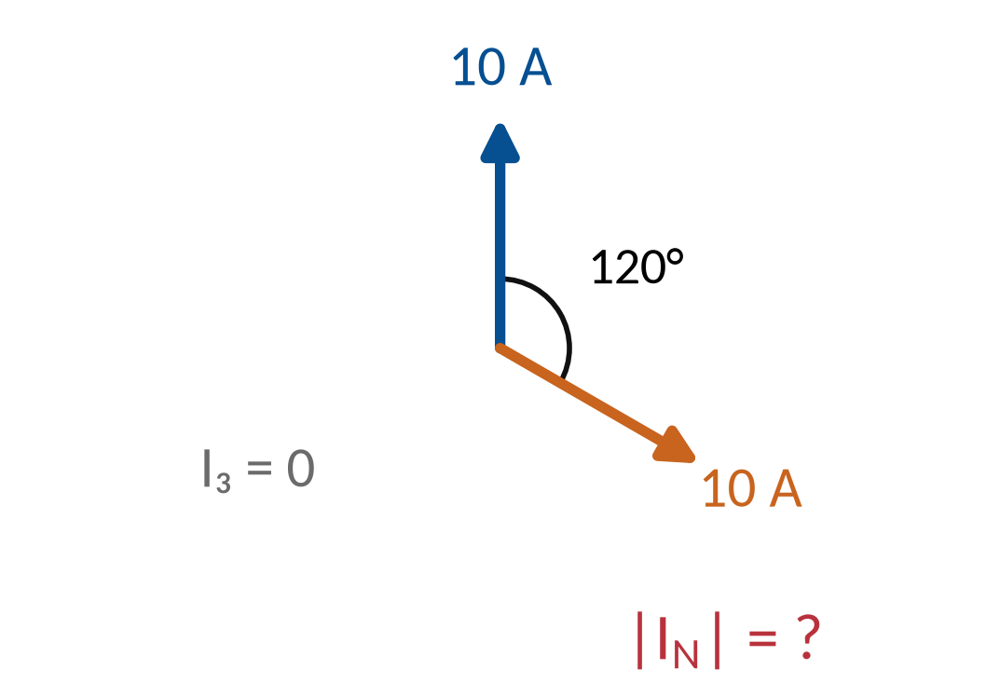 10 A
120°
I₃ = 0
10 A
|I_N| = ?